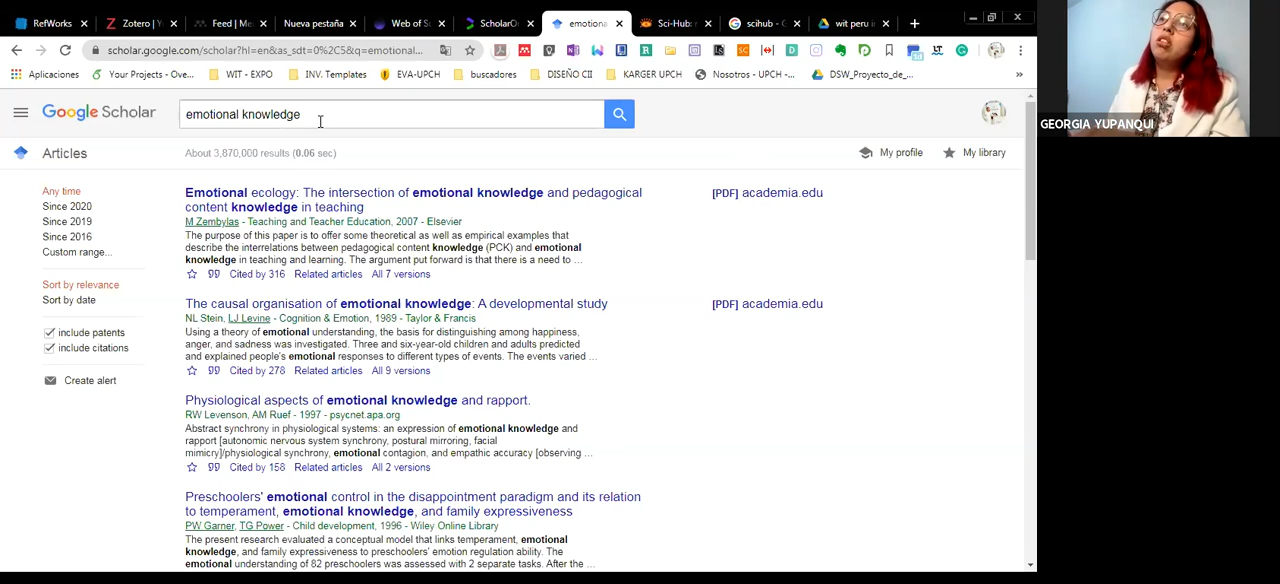 RefWorks
Zotero | Y
Feed | Me
Nueva pestaña
Web of S
ScholarO
emotiona
Sci-Hub:
scihub - G
wit peru in
scholar.google.com/scholar?hl=en&as_sdt=0%2C5&q=emotional...
Aplicaciones
Your Projects - Ove...
WIT - EXPO
INV. Templates
EVA-UPCH
buscadores
DISEÑO CII
KARGER UPCH
Nosotros - UPCH -...
DSW_Proyecto_de_...
»
Google Scholar
emotional knowledge
GEORGIA YUPANQUI
Articles
About 3,870,000 results (0.06 sec)
My profile
My library
Any time
Since 2020
Since 2019
Since 2016
Custom range...
Sort by relevance
Sort by date
include patents
include citations
Create alert
Emotional ecology: The intersection of emotional knowledge and pedagogical
content knowledge in teaching
M Zembylas - Teaching and Teacher Education, 2007 - Elsevier
The purpose of this paper is to offer some theoretical as well as empirical examples that
describe the interrelations between pedagogical content knowledge (PCK) and emotional
knowledge in teaching and learning. The argument put forward is that there is a need to ...
Cited by 316 Related articles All 7 versions
[PDF] academia.edu
The causal organisation of emotional knowledge: A developmental study
NL Stein, LJ Levine - Cognition & Emotion, 1989 - Taylor & Francis
Using a theory of emotional understanding, the basis for distinguishing among happiness,
anger, and sadness was investigated. Three and six-year-old children and adults predicted
and explained people's emotional responses to different types of events. The events varied ...
Cited by 278 Related articles All 9 versions
[PDF] academia.edu
Physiological aspects of emotional knowledge and rapport.
RW Levenson, AM Ruef - 1997 - psycnet.apa.org
Abstract synchrony in physiological systems: an expression of emotional knowledge and
rapport [autonomic nervous system synchrony, postural mirroring, facial
mimicry]/physiological synchrony, emotional contagion, and empathic accuracy [observing ...
Cited by 158 Related articles All 2 versions
Preschoolers' emotional control in the disappointment paradigm and its relation
to temperament, emotional knowledge, and family expressiveness
PW Garner, TG Power - Child development, 1996 - Wiley Online Library
The present research evaluated a conceptual model that links temperament, emotional
knowledge, and family expressiveness to preschoolers' emotion regulation ability. The
emotional understanding of 82 preschoolers was assessed with 2 separate tasks. After the ...